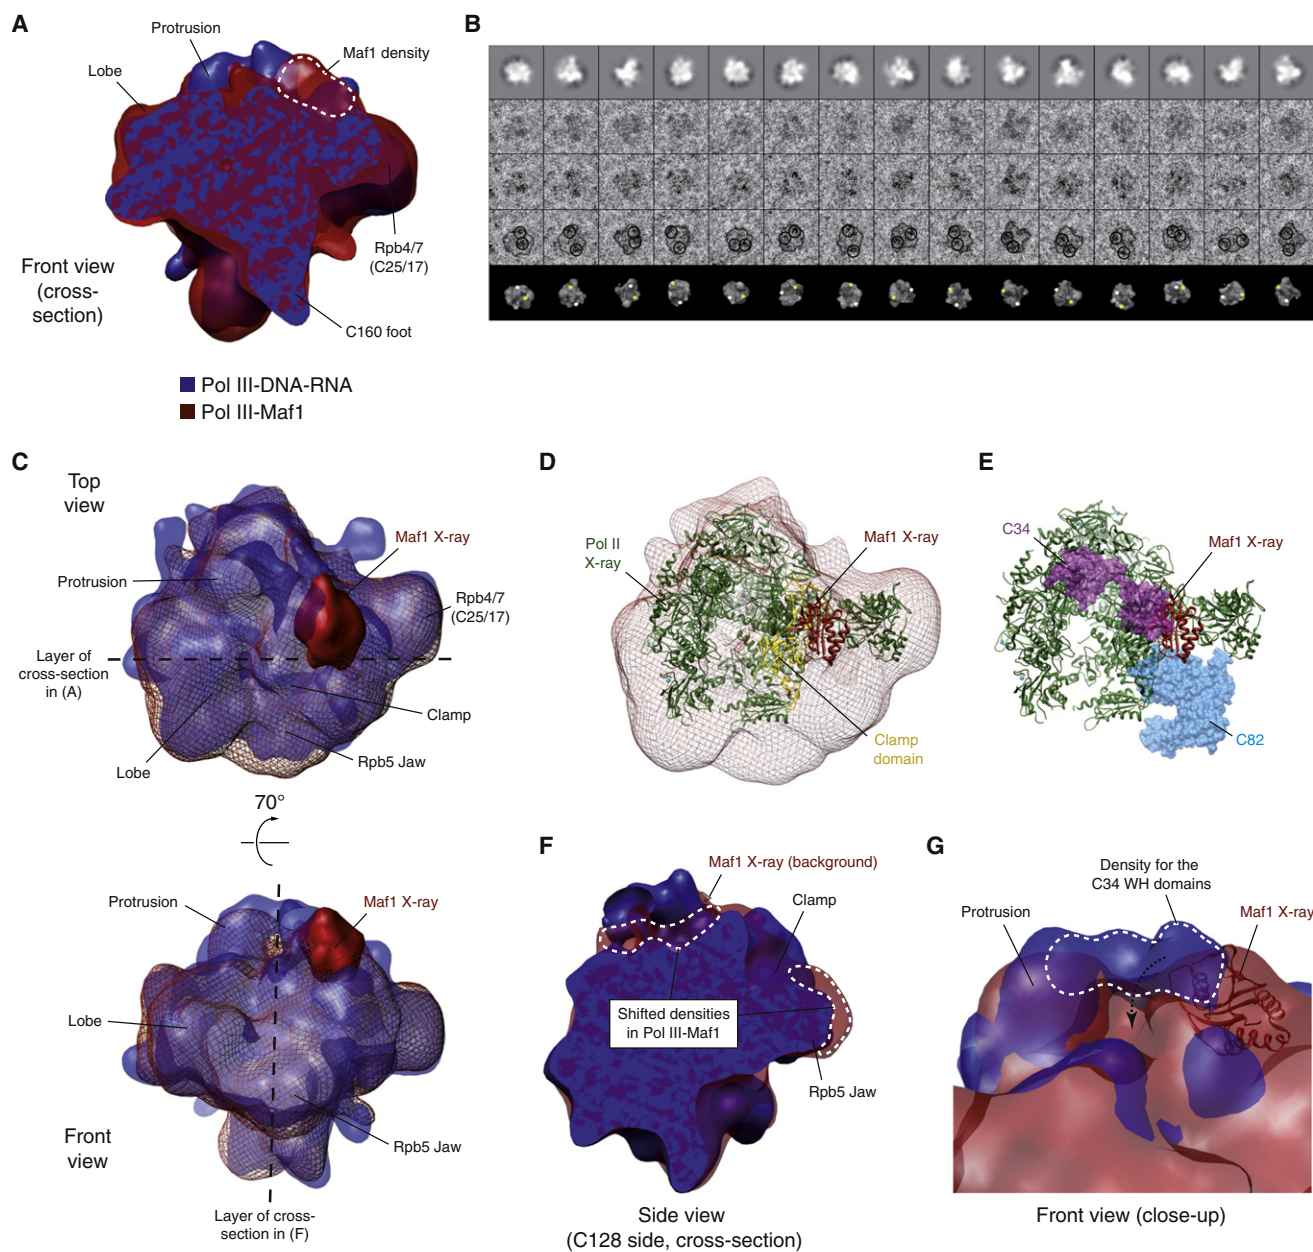 A
Protrusion
Maf1 density
Lobe
Rpb4/7
(C25/17)
Front view
(cross-
section)
C160 foot
Pol III-DNA-RNA
Pol III-Maf1
B
C
Top
view
Maf1 X-ray
Protrusion
Rpb4/7
(C25/17)
Layer of
cross-section
in (A)
Clamp
Rpb5 Jaw
Lobe
70°
Protrusion
Maf1 X-ray
Lobe
Front
view
Rpb5 Jaw
Layer of cross-
section in (F)
D
Pol II
X-ray
Maf1 X-ray
Clamp
domain
E
C34
Maf1 X-ray
C82
F
Maf1 X-ray (background)
Clamp
Shifted densities
in Pol III-Maf1
Rpb5 Jaw
Side view
(C128 side, cross-section)
G
Density for the
C34 WH domains
Protrusion
Maf1 X-ray
Front view (close-up)